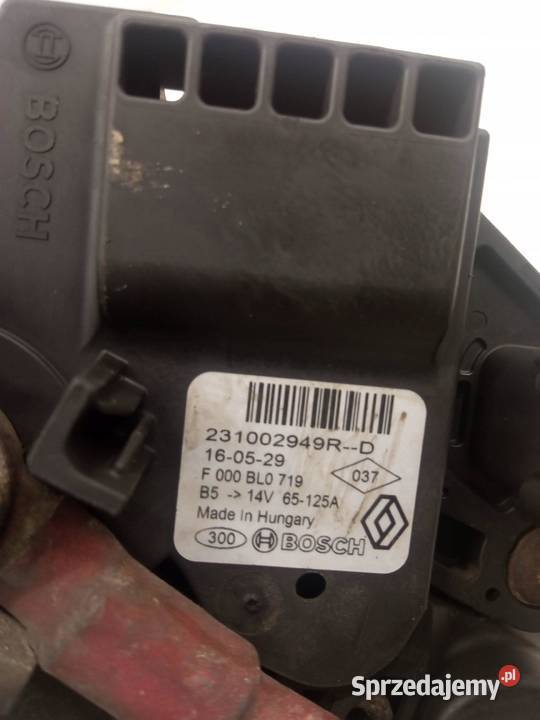 BOSCH
231002949R--D
16-05-29
F 000 BL0 719
037
B5 -> 14V 65-125A
Made In Hungary
300 BOSCH
Sprzedajemy.pl